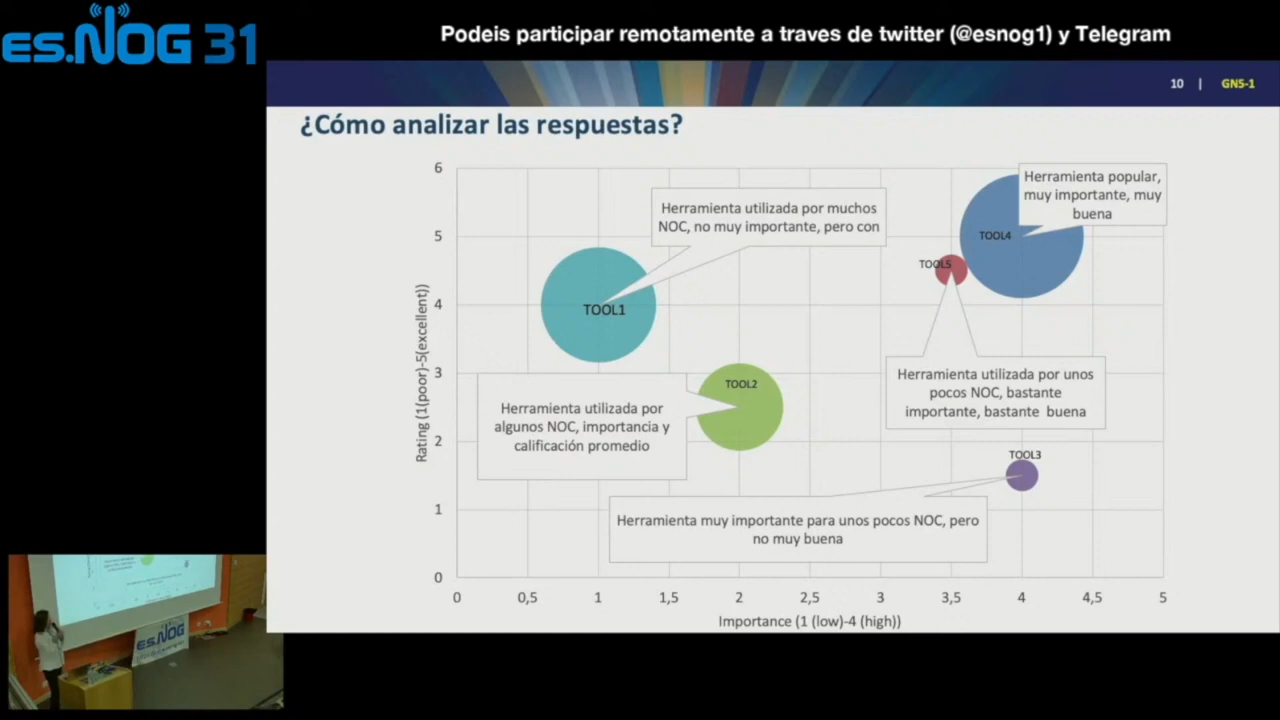 es.NOG 31
Podeis participar remotamente a traves de twitter (@esnog1) y Telegram
10 | GN5-1
¿Cómo analizar las respuestas?
6
5
4
3
2
1
0
Rating (1(poor)-5(excellent))
Herramienta utilizada por muchos
NOC, no muy importante, pero con
Herramienta popular,
muy importante, muy
buena
TOOL4
TOOL5
TOOL1
TOOL2
Herramienta utilizada por
algunos NOC, importancia y
calificación promedio
Herramienta utilizada por unos
pocos NOC, bastante
importante, bastante buena
TOOL3
Herramienta muy importante para unos pocos NOC, pero
no muy buena
0 0,5 1 1,5 2 2,5 3 3,5 4 4,5 5
Importance (1 (low)-4 (high))
es.NOG